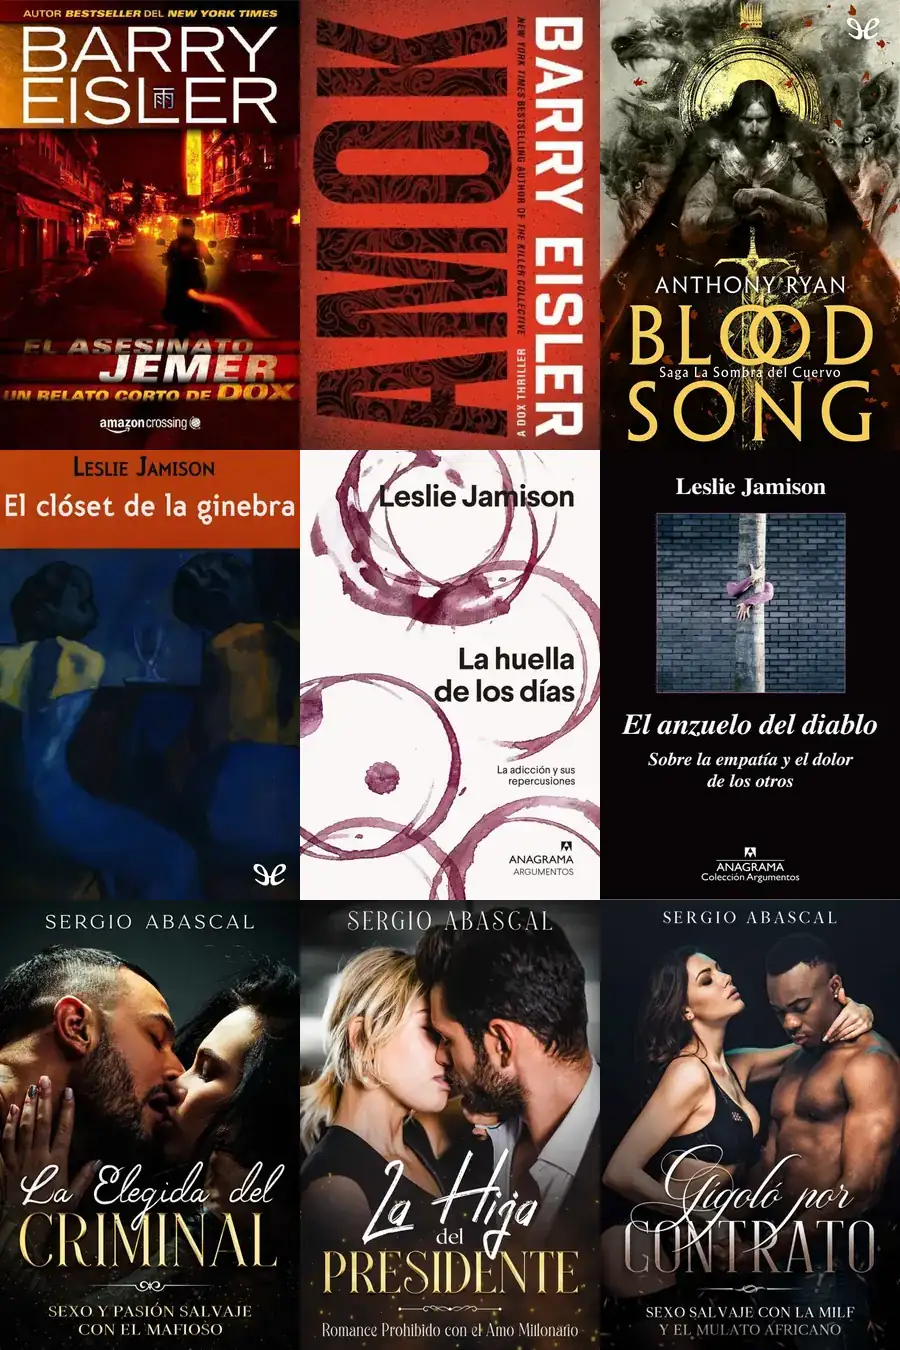 AUTOR BESTSELLER DEL NEW YORK TIMES
BARRY
EISLER
雨
EL ASESINATO
JEMER
UN RELATO CORTO DE DOX
amazoncrossing
AMOK
NEW YORK TIMES BESTSELLING AUTHOR OF THE KILLER COLLECTIVE
A DOX THRILLER
BARRY EISLER
ANTHONY RYAN
BLOOD
Saga La Sombra del Cuervo
SONG
LESLIE JAMISON
El clóset de la ginebra
Leslie Jamison
La huella
de los días
La adicción y sus
repercusiones
ANAGRAMA
ARGUMENTOS
Leslie Jamison
El anzuelo del diablo
Sobre la empatía y el dolor
de los otros
ANAGRAMA
Colección Argumentos
SERGIO ABASCAL
La Elegida del
CRIMINAL
SEXO Y PASIÓN SALVAJE
CON EL MAFIOSO
SERGIO ABASCAL
La Hija
del
PRESIDENTE
Romance Prohibido con el Amo Millonario
SERGIO ABASCAL
Gigoló por
CONTRATO
SEXO SALVAJE CON LA MILF
Y EL MULATO AFRICANO